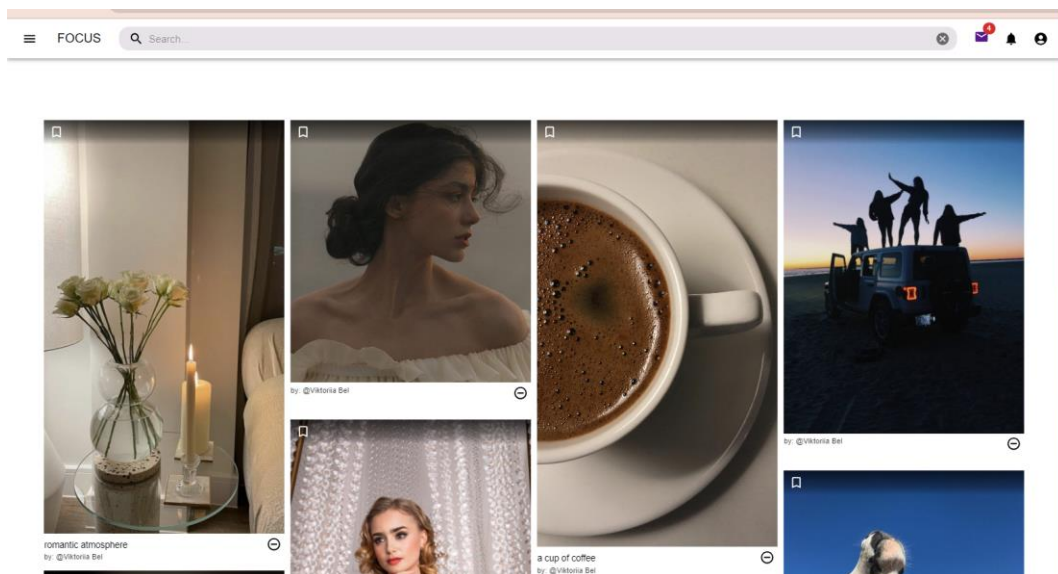 FOCUS
Search...
4
by: @Viktoriia Bel
by: @Viktoriia Bel
romantic atmosphere
by: @Viktoriia Bel
a cup of coffee
by: @Viktoriia Bel